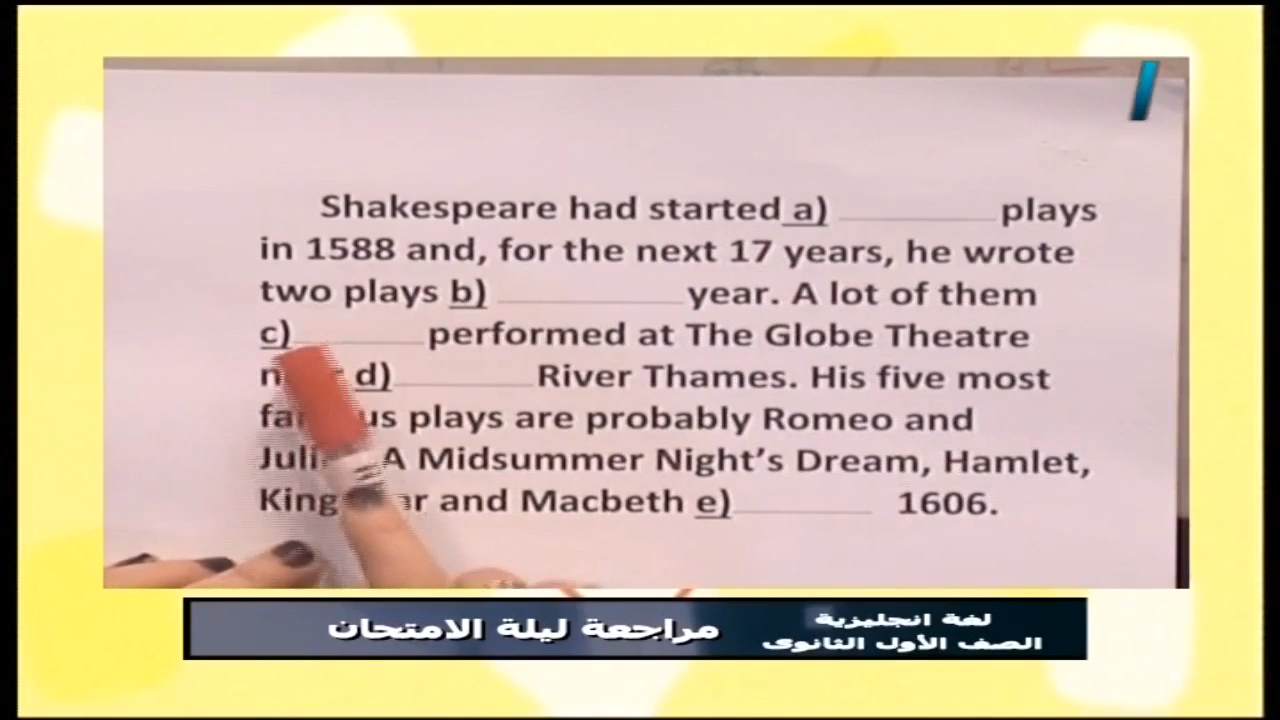 Shakespeare had started a) plays
in 1588 and, for the next 17 years, he wrote
two plays b) year. A lot of them
c) performed at The Globe Theatre
d) River Thames. His five most
plays are probably Romeo and
A Midsummer Night's Dream, Hamlet,
King and Macbeth e) 1606.
لغة انجليزية
الصف الأول الثانوى
مراجعة ليلة الامتحان